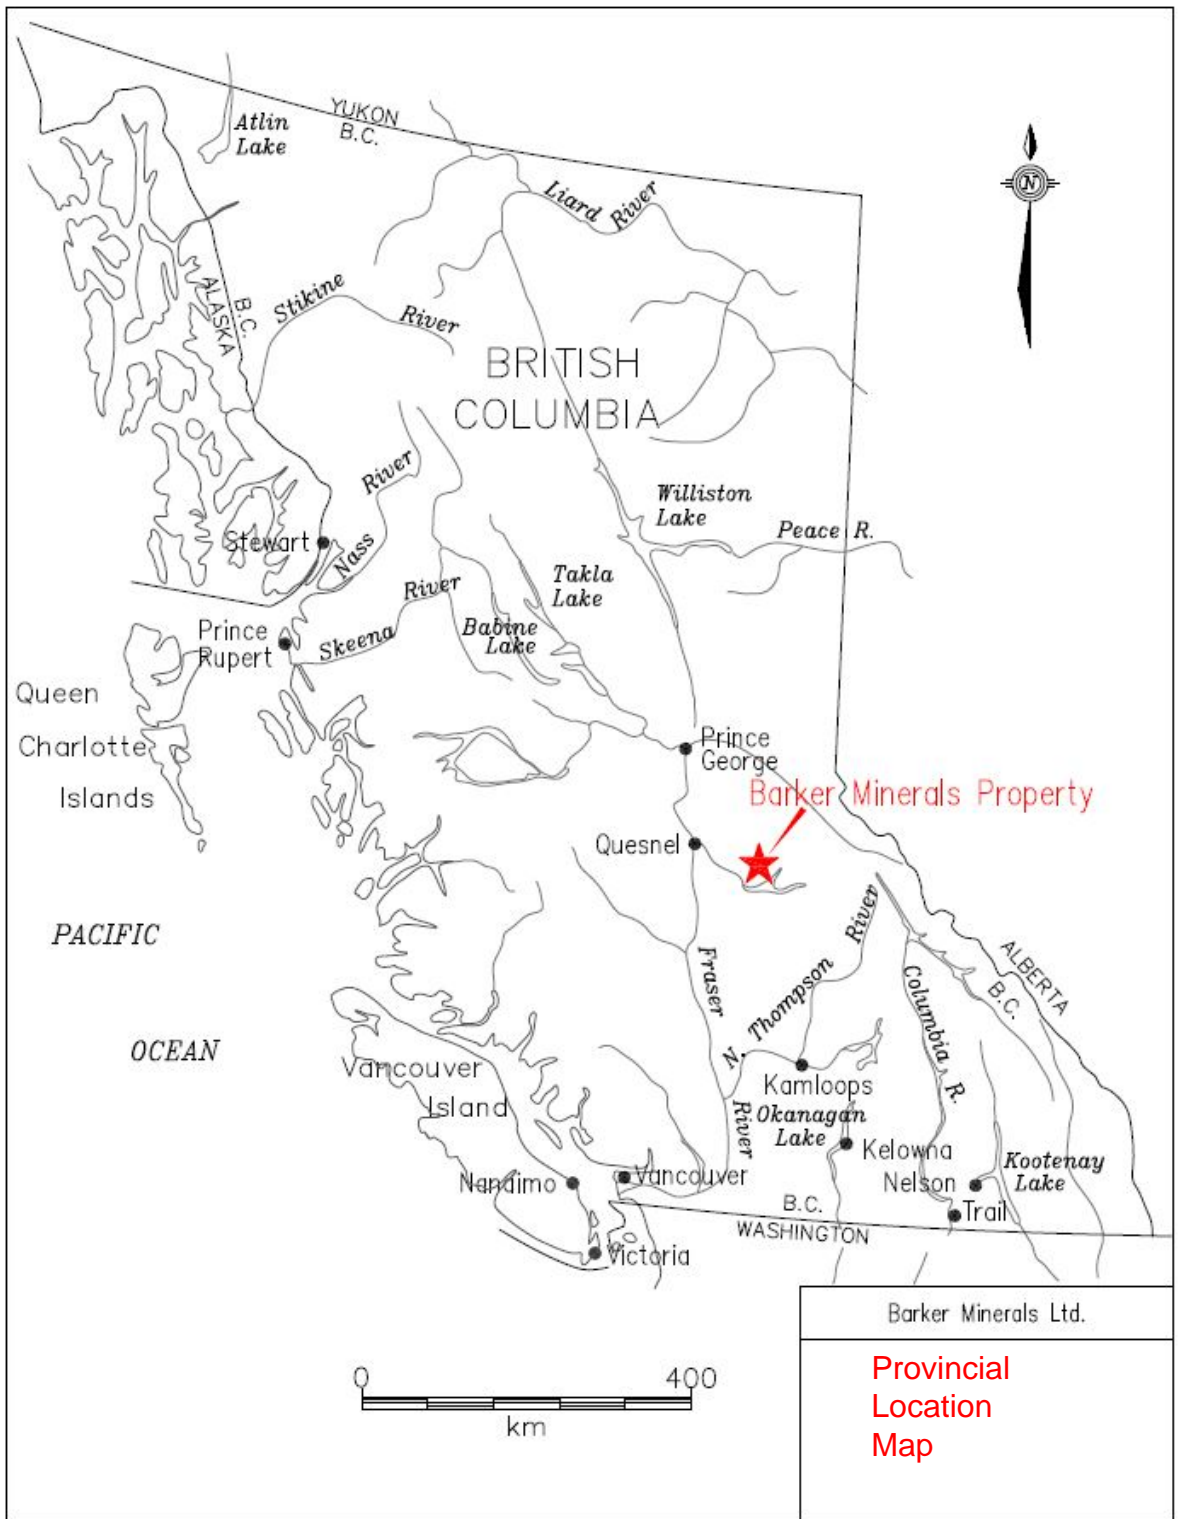 YUKON
B.C.
Atlin
Lake
Liard River
N
B.C.
ALASKA
Stikine River
BRITISH
COLUMBIA
Nass River
Williston
Lake
Peace R.
Stewart
Takla
Lake
Skeena River
Babine
Lake
Prince
Rupert
Queen
Charlotte
Islands
Prince
George
Barker Minerals Property
Quesnel
PACIFIC
OCEAN
Fraser River
N. Thompson River
Columbia R.
ALBERTA
B.C.
Vancouver
Island
Kamloops
Okanagan
Lake
Kelowna
Kootenay
Lake
Nelson
Trail
Nanaimo
Vancouver
B.C.
WASHINGTON
Victoria
Barker Minerals Ltd.
Provincial
Location
Map
0 400
km